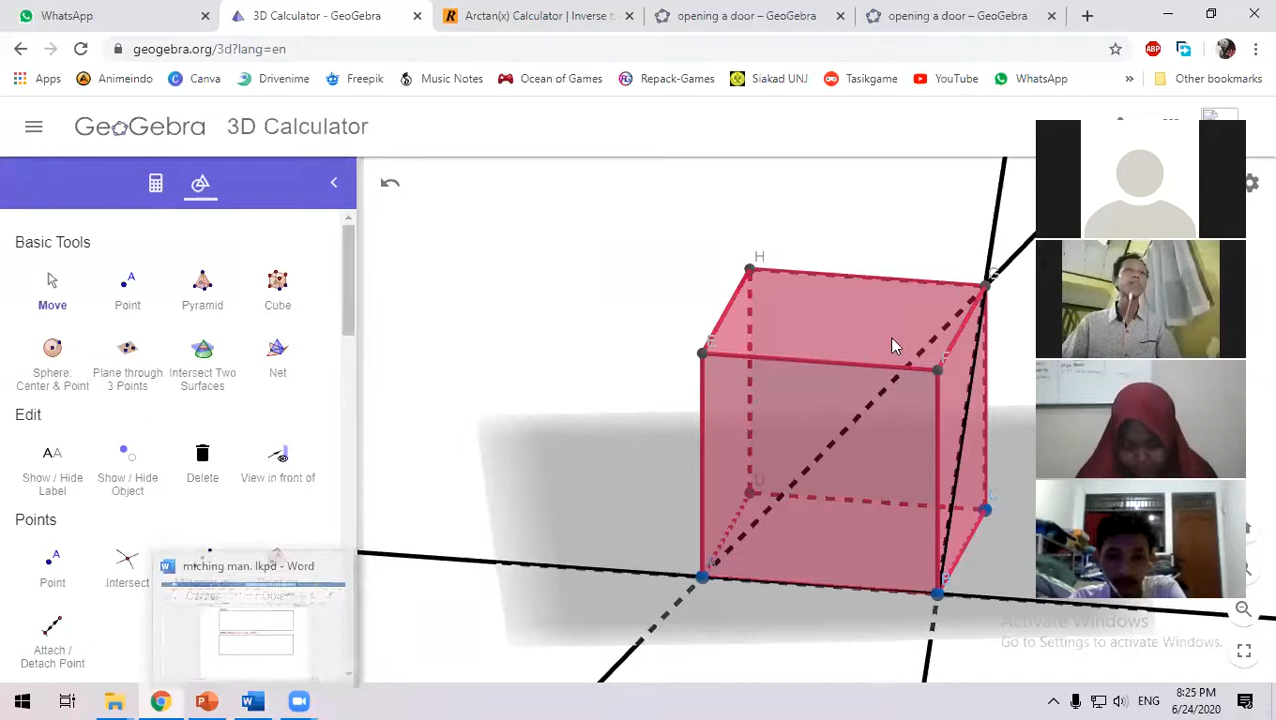 WhatsApp
3D Calculator - GeoGebra
Arctan(x) Calculator | Inverse t
opening a door – GeoGebra
opening a door – GeoGebra
geogebra.org/3d?lang=en
ABP
Apps
Animeindo
Canva
Drivenime
Freepik
Music Notes
Ocean of Games
Repack-Games
Siakad UNJ
Tasikgame
YouTube
WhatsApp
»
Other bookmarks
GeoGebra
3D Calculator
Basic Tools
Move
Point
Pyramid
Cube
Sphere:
Center & Point
Plane through
3 Points
Intersect Two
Surfaces
Net
Edit
AA
Show / Hide
Label
Show / Hide
Object
Delete
View in front of
Points
Point
Intersect
miching man. lkpd - Word
Attach /
Detach Point
H
E
F
Activate Windows
Go to Settings to activate Windows.
ENG
8:25 PM
6/24/2020